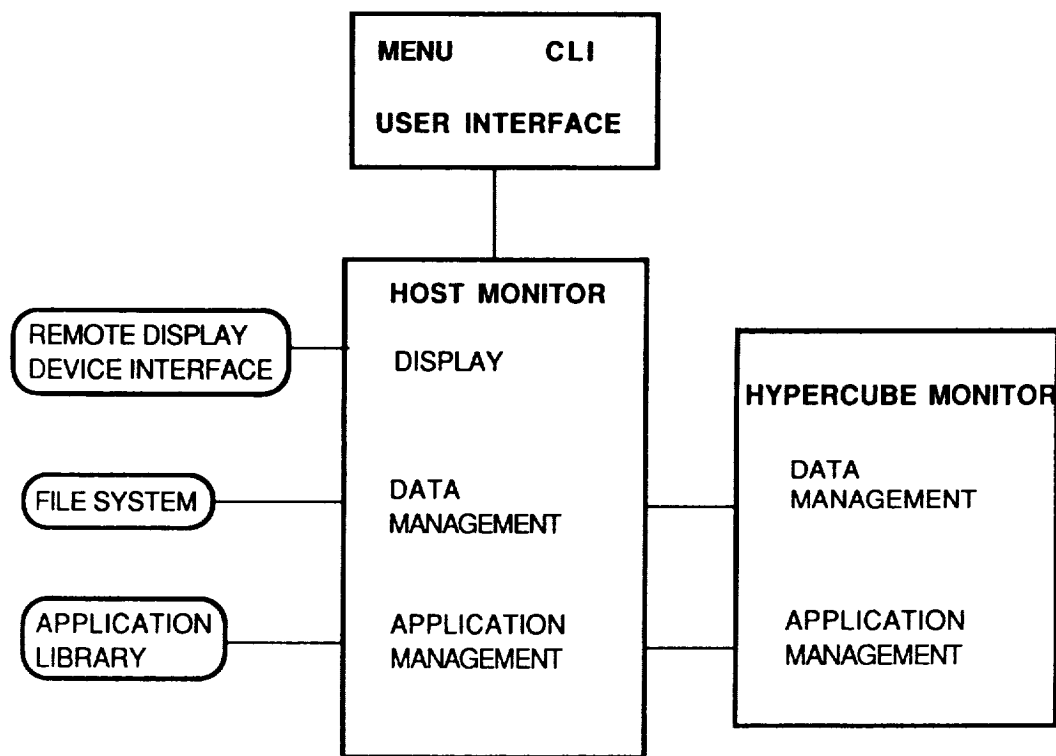 MENU CLI
USER INTERFACE
HOST MONITOR
REMOTE DISPLAY
DEVICE INTERFACE
DISPLAY
HYPERCUBE MONITOR
FILE SYSTEM
DATA
MANAGEMENT
DATA
MANAGEMENT
APPLICATION
LIBRARY
APPLICATION
MANAGEMENT
APPLICATION
MANAGEMENT